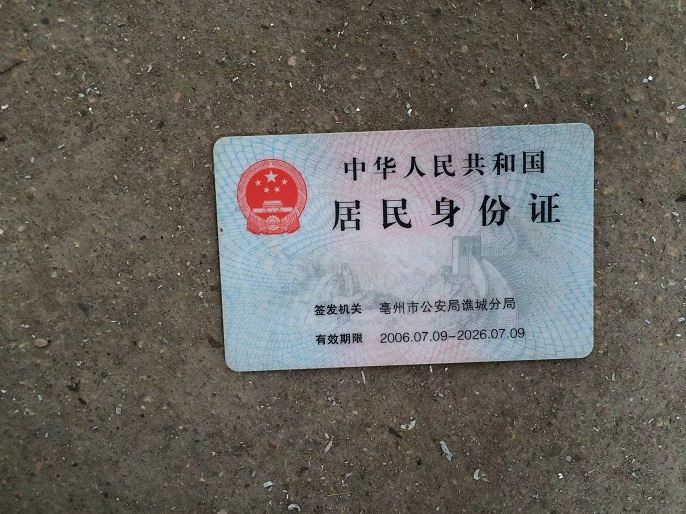 中华人民共和国
居民身份证
签发机关 亳州市公安局谯城分局
有效期限 2006.07.09-2026.07.09